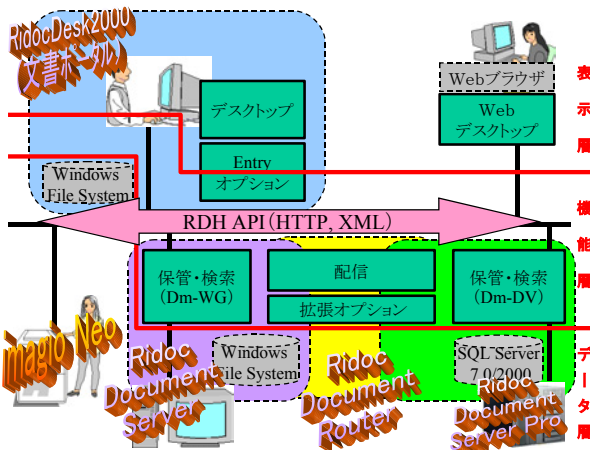 RidocDesk2000
(文書ポータル)
デスクトップ
Entry
オプション
Windows
File System
Webブラウザ
Web
デスクトップ
表
示
層
RDH API(HTTP, XML)
機
能
層
保管・検索
(Dm-WG)
配信
拡張オプション
保管・検索
(Dm-DV)
imagio Neo
Ridoc
Document
Server
Windows
File System
Ridoc
Document
Router
SQL Server
7.0/2000
Ridoc
Document
Server Pro
デ
ー
タ
層